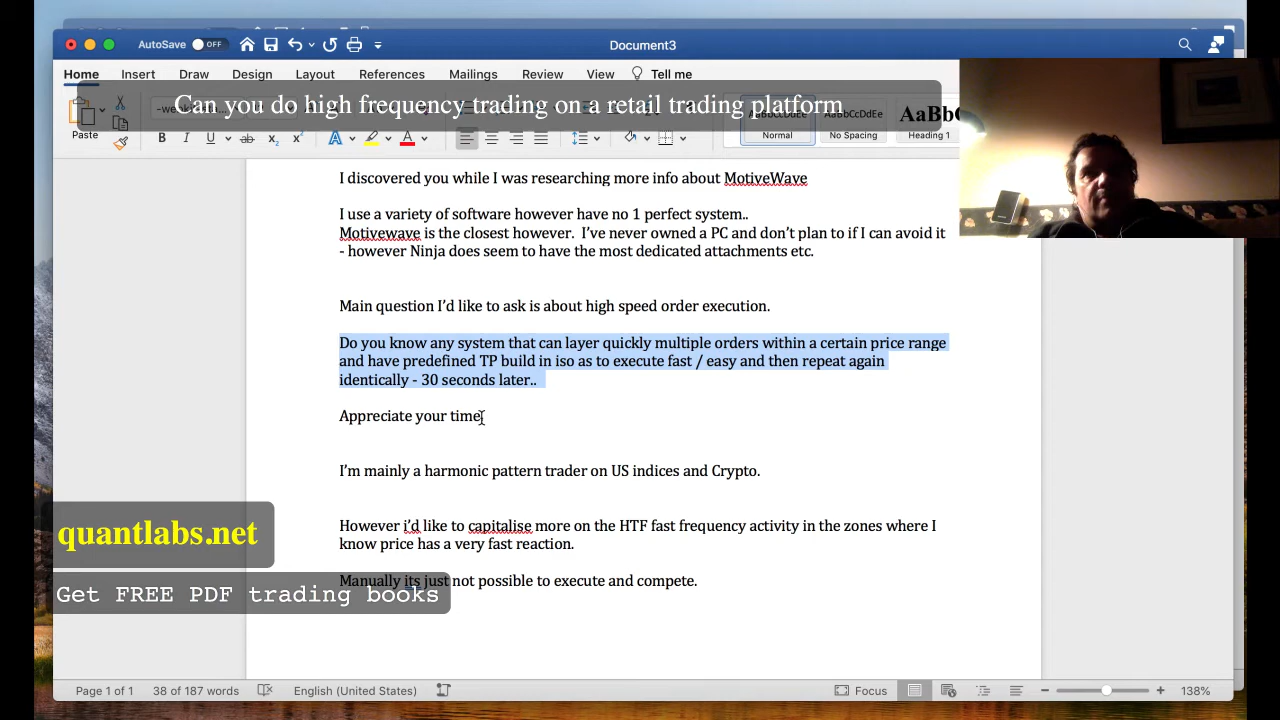 AutoSave OFF
Document3
Home Insert Draw Design Layout References Mailings Review View Tell me
Can you do high frequency trading on a retail trading platform
Paste
Normal
AaBbCcDdEe
No Spacing
AaBb
Heading 1
I discovered you while I was researching more info about MotiveWave
I use a variety of software however have no 1 perfect system..
Motivewave is the closest however. I've never owned a PC and don't plan to if I can avoid it
- however Ninja does seem to have the most dedicated attachments etc.
Main question I'd like to ask is about high speed order execution.
Do you know any system that can layer quickly multiple orders within a certain price range
and have predefined TP build in iso as to execute fast / easy and then repeat again
identically - 30 seconds later..
Appreciate your time
I'm mainly a harmonic pattern trader on US indices and Crypto.
However i'd like to capitalise more on the HTF fast frequency activity in the zones where I
know price has a very fast reaction.
Manually its just not possible to execute and compete.
quantlabs.net
Get FREE PDF trading books
Page 1 of 1 38 of 187 words English (United States) Focus 138%